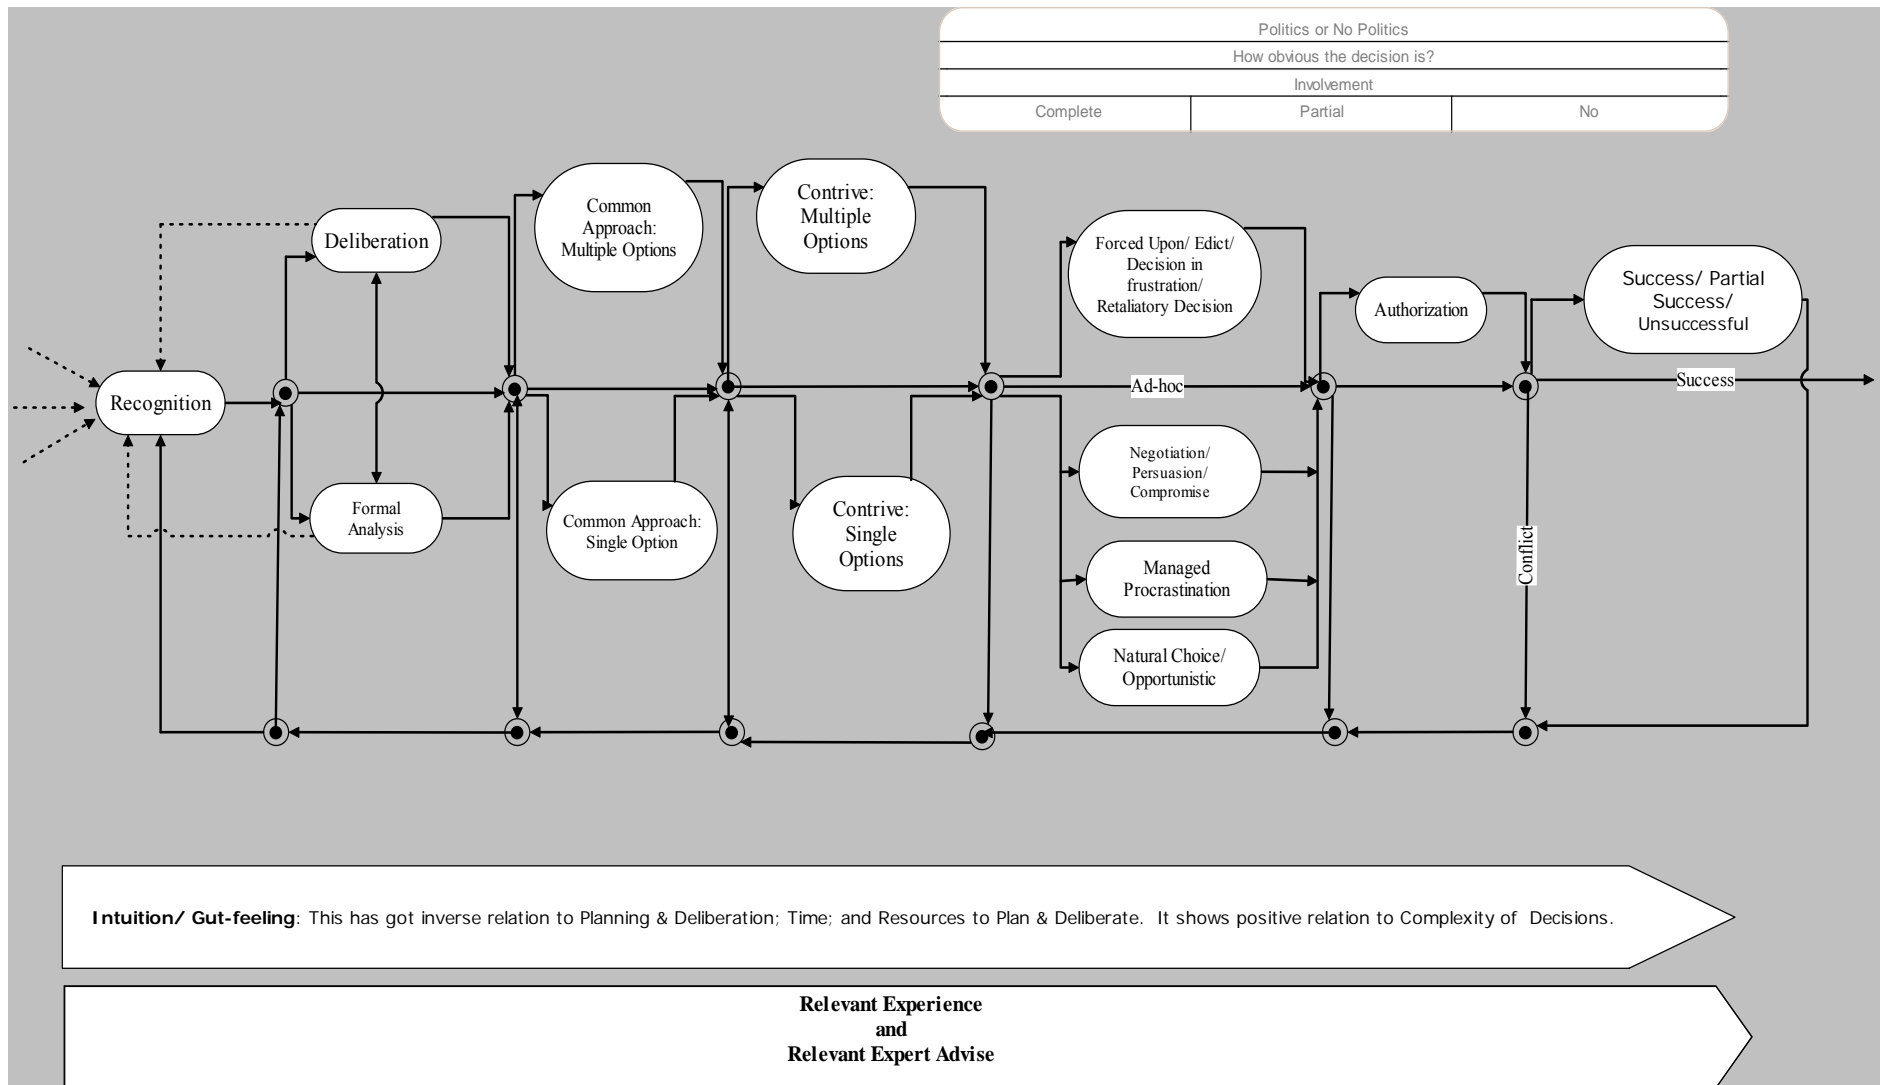 Politics or No Politics
How obvious the decision is?
Involvement
Complete
Partial
No
Recognition
Deliberation
Formal
Analysis
Common
Approach:
Multiple Options
Common Approach:
Single Option
Contrive:
Multiple
Options
Contrive:
Single
Options
Forced Upon/ Edict/
Decision in
frustration/
Retaliatory Decision
Ad-hoc
Negotiation/
Persuasion/
Compromise
Managed
Procrastination
Natural Choice/
Opportunistic
Authorization
Conflict
Success/ Partial
Success/
Unsuccessful
Success
Intuition/ Gut-feeling: This has got inverse relation to Planning & Deliberation; Time; and Resources to Plan & Deliberate. It shows positive relation to Complexity of Decisions.
Relevant Experience
and
Relevant Expert Advise